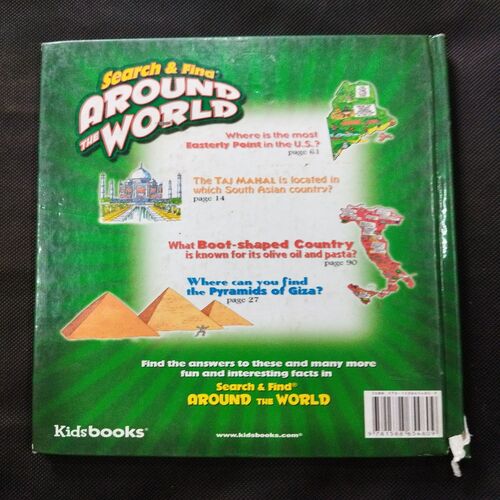 Search & Find®
AROUND
THE WORLD
Where is the most
Easterly Point in the U.S.?
page 61
The TAJ MAHAL is located in
which South Asian country?
page 14
What Boot-shaped Country
is known for its olive oil and pasta?
page 90
Where can you find
the Pyramids of Giza?
page 27
Find the answers to these and many more
fun and interesting facts in
Search & Find®
AROUND THE WORLD
Kidsbooks®
www.kidsbooks.com®